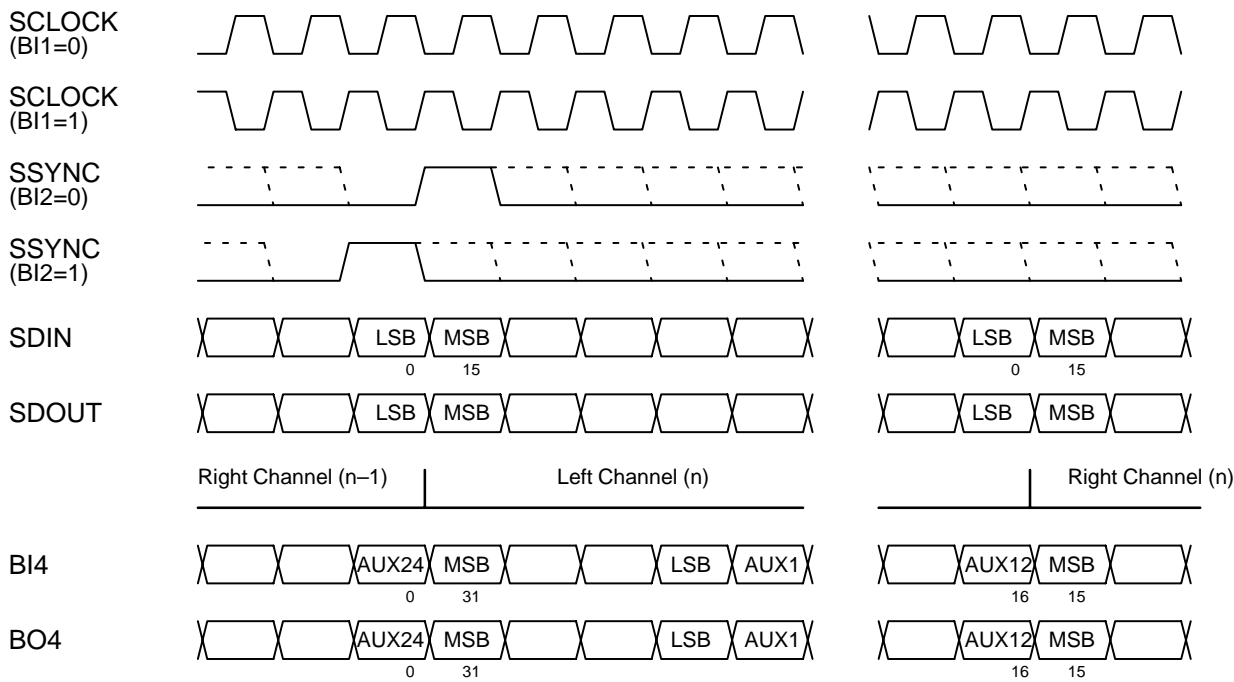 SCLOCK
(BI1=0)
SCLOCK
(BI1=1)
SSYNC
(BI2=0)
SSYNC
(BI2=1)
SDIN LSB MSB LSB MSB
0 15 0 15
SDOUT LSB MSB LSB MSB
Right Channel (n–1) Left Channel (n) Right Channel (n)
BI4 AUX24 MSB LSB AUX1 AUX12 MSB
0 31 16 15
BO4 AUX24 MSB LSB AUX1 AUX12 MSB
0 31 16 15